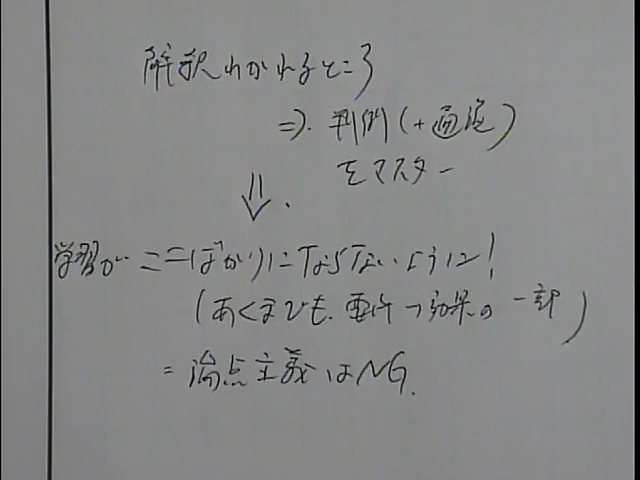 解釈わかれるところ
⇒. 判例(+通説)
をマスター
⇓.
学習が ここばかりにならないように!
(あくまでも、要件→効果の一部)
= 論点主義はNG.